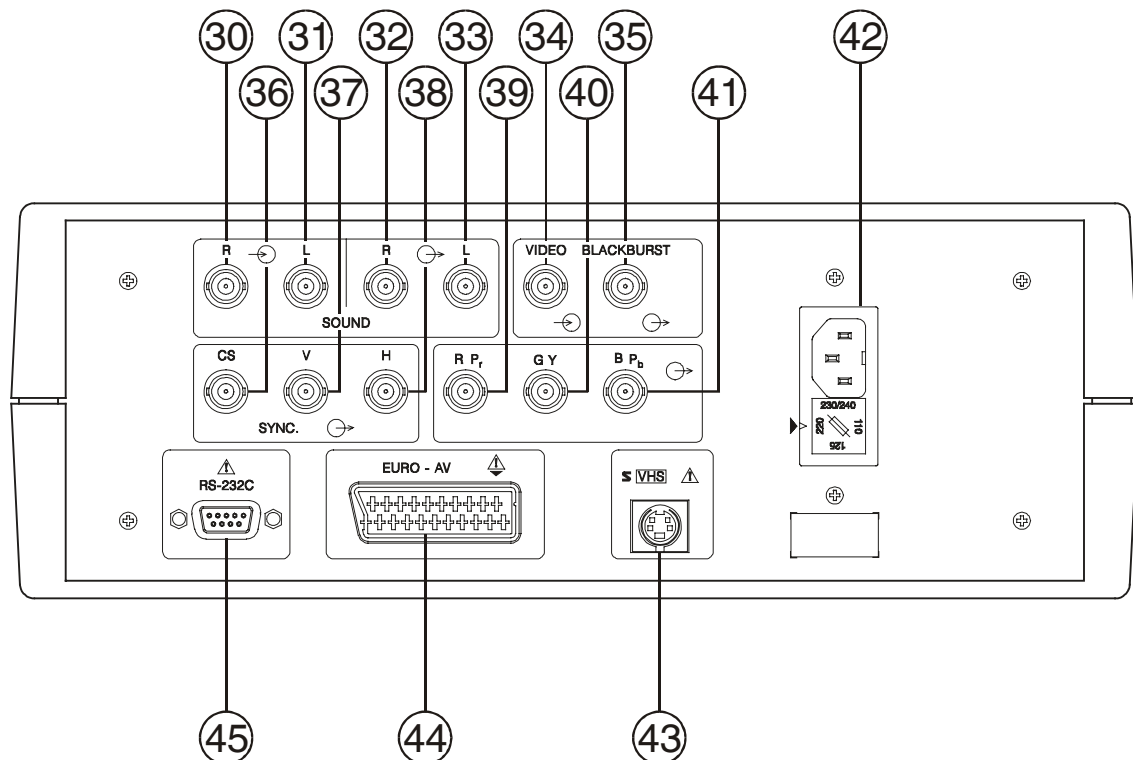 30 31 32 33 34 35 42
36 37 38 39 40 41
R L R L VIDEO BLACKBURST
SOUND
CS V H R Pr G Y B Pb
SYNC.
230/240
220 110
125
RS-232C
EURO - AV
S VHS
45 44 43